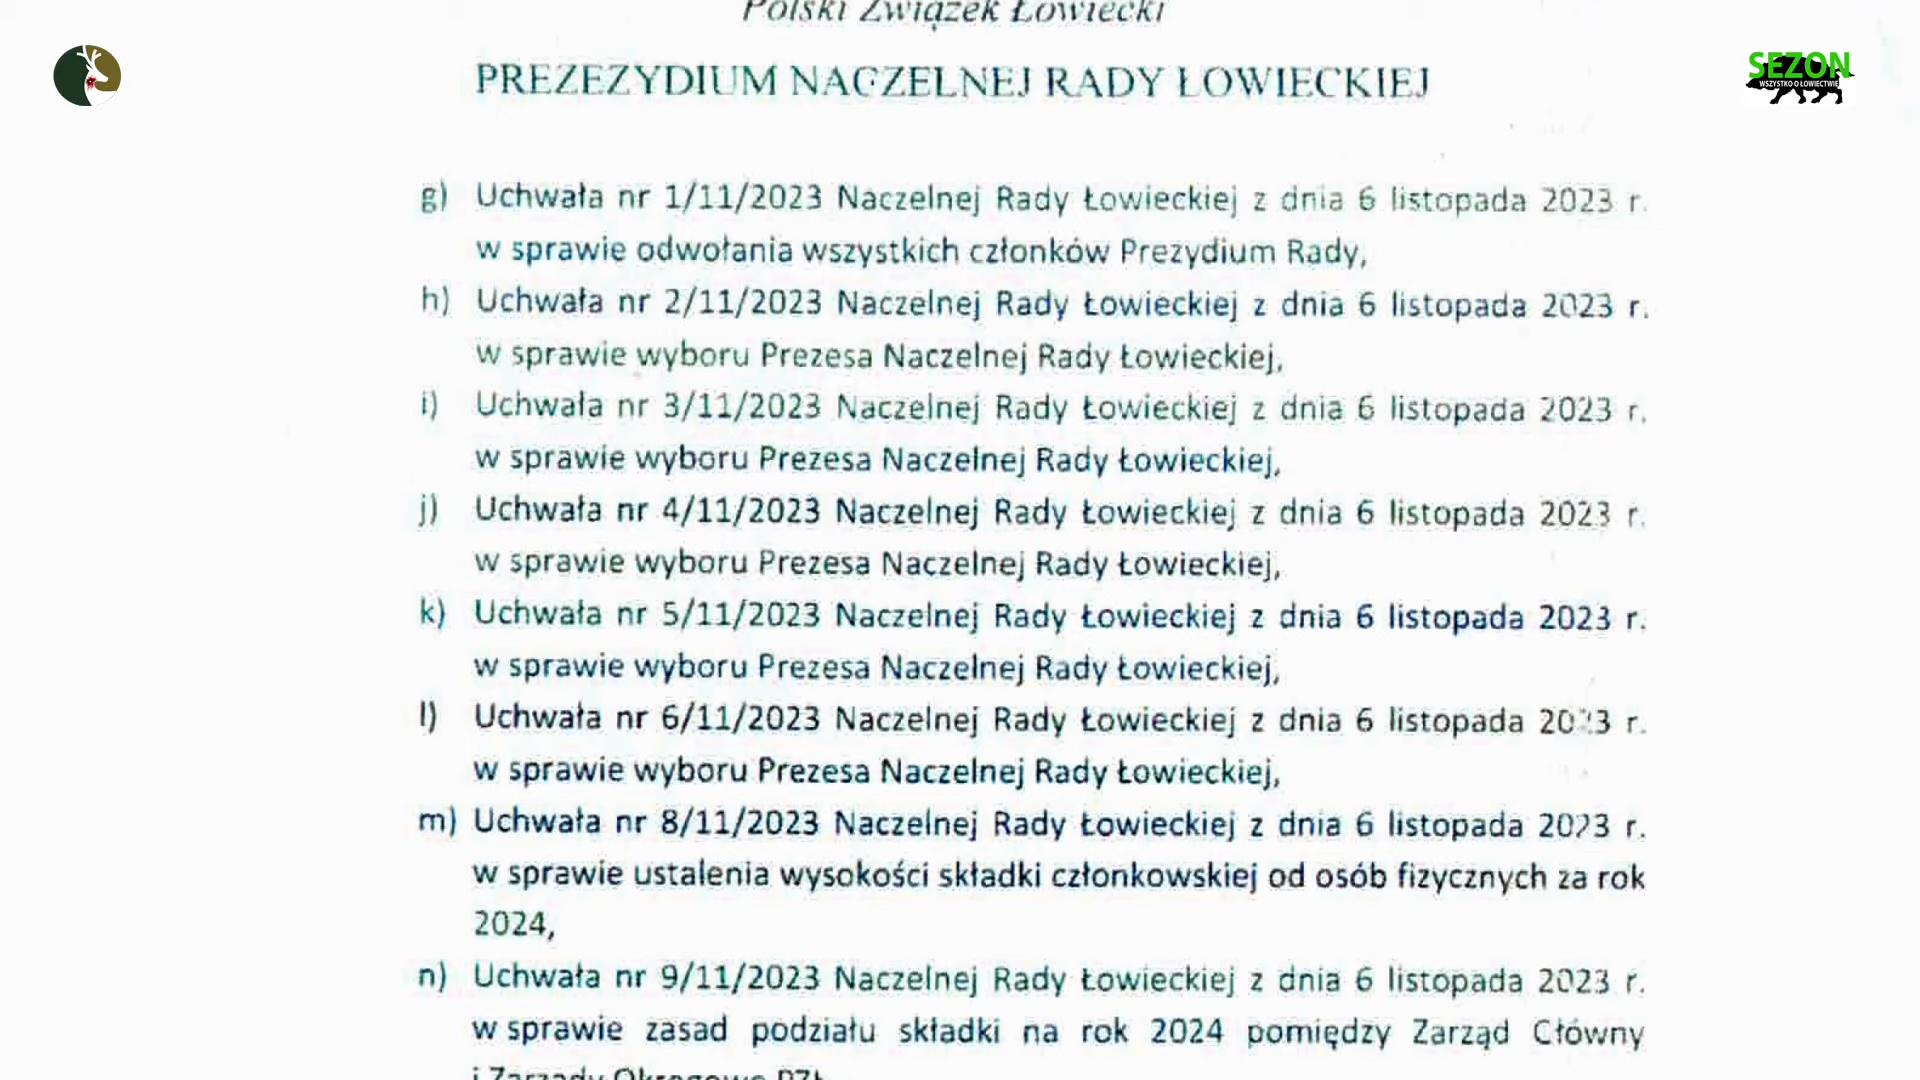 Polski Związek Łowiecki
PREZEZYDIUM NACZELNEJ RADY ŁOWIECKIEJ
SEZON
WSZYSTKO O ŁOWIECTWIE
g) Uchwała nr 1/11/2023 Naczelnej Rady Łowieckiej z dnia 6 listopada 2023 r.
w sprawie odwołania wszystkich członków Prezydium Rady,
h) Uchwała nr 2/11/2023 Naczelnej Rady Łowieckiej z dnia 6 listopada 2023 r.
w sprawie wyboru Prezesa Naczelnej Rady Łowieckiej,
i) Uchwała nr 3/11/2023 Naczelnej Rady Łowieckiej z dnia 6 listopada 2023 r.
w sprawie wyboru Prezesa Naczelnej Rady Łowieckiej,
j) Uchwała nr 4/11/2023 Naczelnej Rady Łowieckiej z dnia 6 listopada 2023 r.
w sprawie wyboru Prezesa Naczelnej Rady Łowieckiej,
k) Uchwała nr 5/11/2023 Naczelnej Rady Łowieckiej z dnia 6 listopada 2023 r.
w sprawie wyboru Prezesa Naczelnej Rady Łowieckiej,
l) Uchwała nr 6/11/2023 Naczelnej Rady Łowieckiej z dnia 6 listopada 2023 r.
w sprawie wyboru Prezesa Naczelnej Rady Łowieckiej,
m) Uchwała nr 8/11/2023 Naczelnej Rady Łowieckiej z dnia 6 listopada 2023 r.
w sprawie ustalenia wysokości składki członkowskiej od osób fizycznych za rok
2024,
n) Uchwała nr 9/11/2023 Naczelnej Rady Łowieckiej z dnia 6 listopada 2023 r.
w sprawie zasad podziału składki na rok 2024 pomiędzy Zarząd Główny
i Zarządy Okręgowe PZŁ